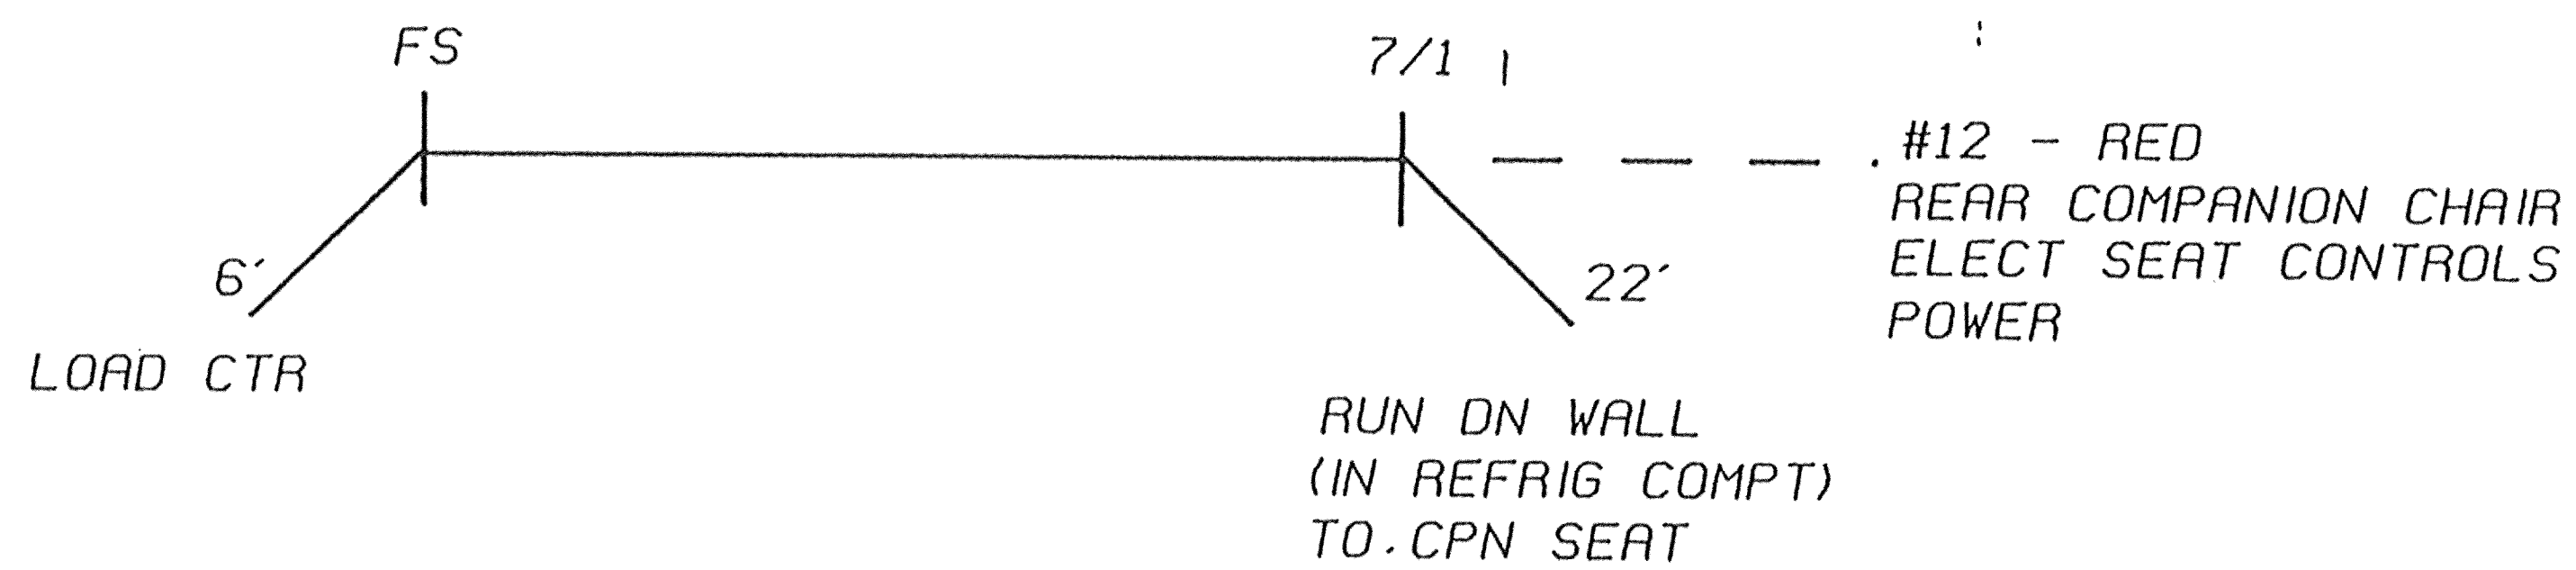 FS
7/1
#12 - RED
REAR COMPANION CHAIR
ELECT SEAT CONTROLS
POWER
6'
22'
LOAD CTR
RUN DN WALL
(IN REFRIG COMPT)
TO.CPN SEAT